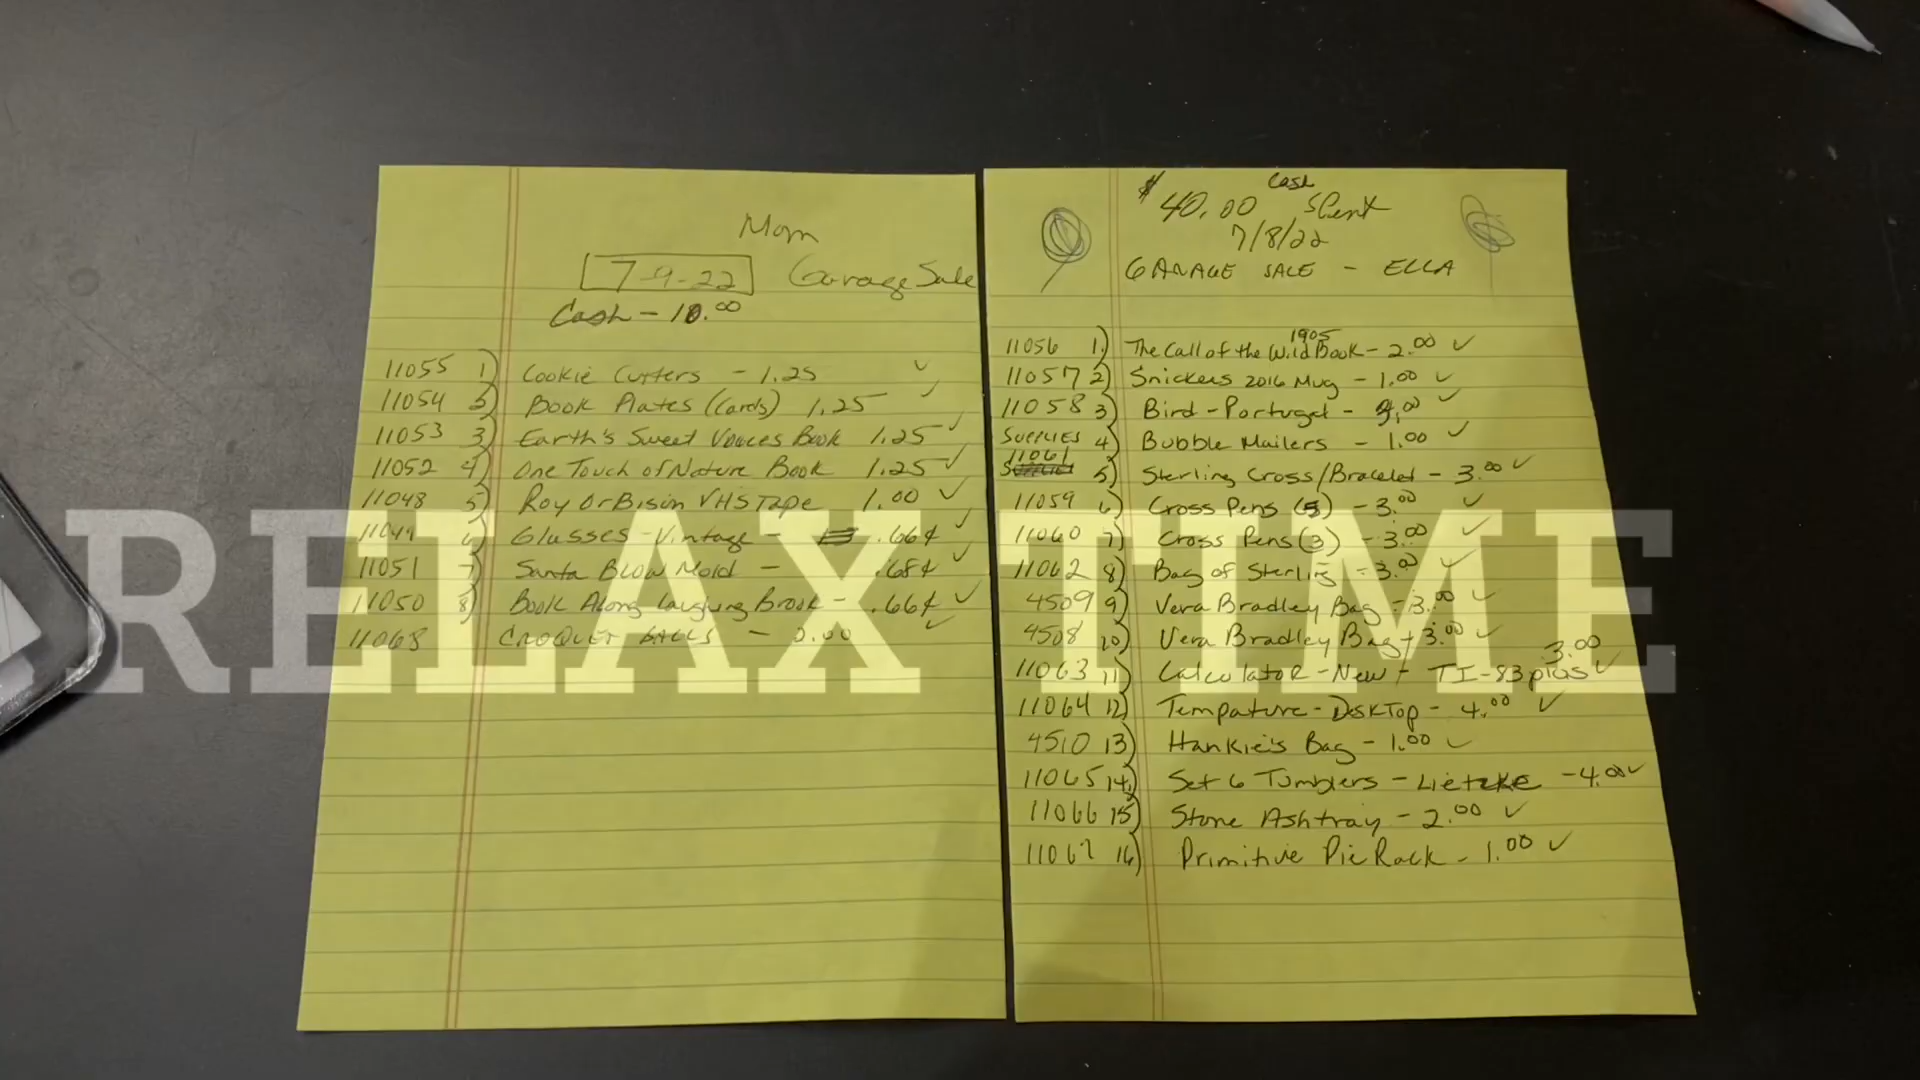 Mom
7-9-22 Garage Sale
Cash - 10.00
11055 1) Cookie Cutters - 1.25 ✓
11054 2) Book Plates (Cards) 1.25 ✓
11053 3) Earth's Sweet Voices Book 1.25 ✓
11052 4) One Touch of Nature Book 1.25 ✓
11048 5) Roy Orbison VHS Tape 1.00 ✓
11049 6) Glasses - Vintage - .66¢ ✓
11051 7) Santa Blow Mold - .68¢ ✓
11050 8) Book Along Laughing Brook - .66¢ ✓
11068 CROQUET BALLS - 2.00 ✓
Cash
$40.00 Spent
7/8/22
GARAGE SALE - ELLA
1905
11056 1.) The Call of the Wild Book - 2.00 ✓
11057 2) Snickers 2016 Mug - 1.00 ✓
11058 3) Bird - Portugal - ✓
SUPPLIES 4) Bubble Mailers - 1.00 ✓
11061 5) Sterling Cross/Bracelet - 3.00 ✓
11059 6) Cross Pens (5) - 3.00 ✓
11060 7) Cross Pens (3) - 3.00 ✓
11062 8) Bag of Sterling - 3.00 ✓
4509 9) Vera Bradley Bag - 3.00 ✓
4508 10) Vera Bradley Bag - 3.00 ✓
3.00
11063 11) Calculator - New - TI-83 plus ✓
11064 12) Tempature - DeskTop - 4.00 ✓
4510 13) Hankie's Bag - 1.00 ✓
11065 14.) Set 6 Tumblers - Lietzke - 4.00 ✓
11066 15) Stone Ashtray - 2.00 ✓
11067 16) Primitive Pie Rack - 1.00 ✓
RELAX TIME